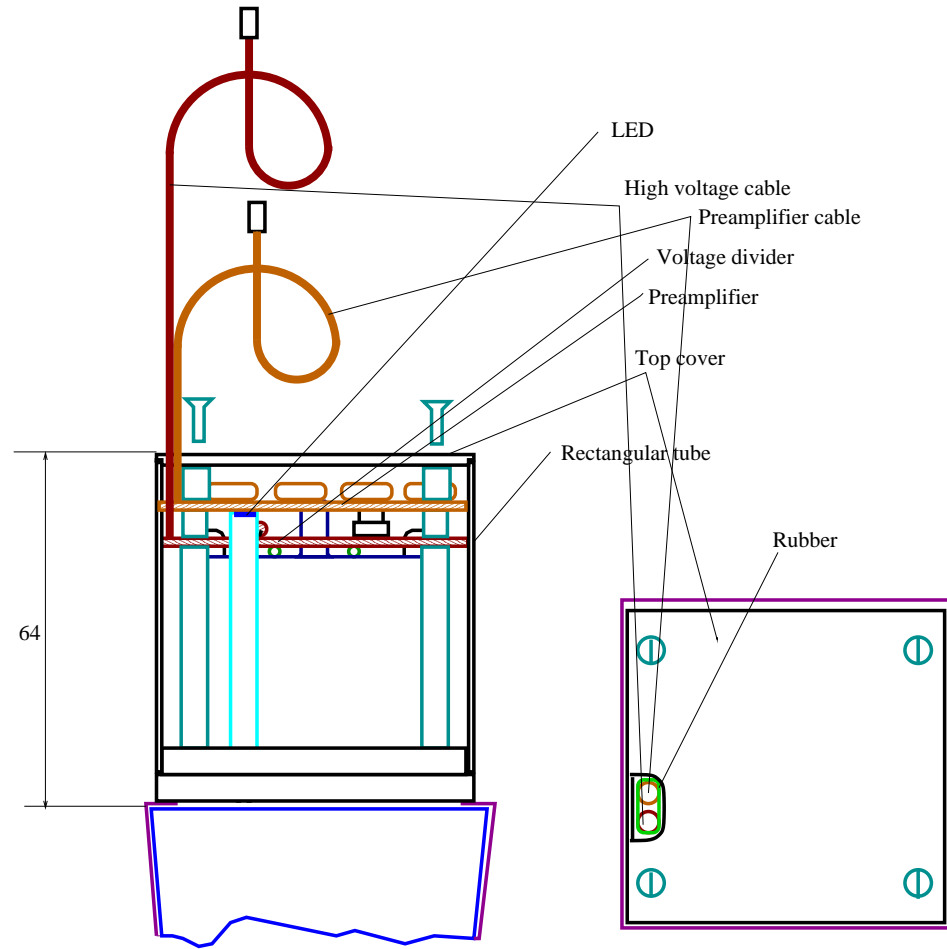 LED
High voltage cable
Preamplifier cable
Voltage divider
Preamplifier
Top cover
Rectangular tube
Rubber
64